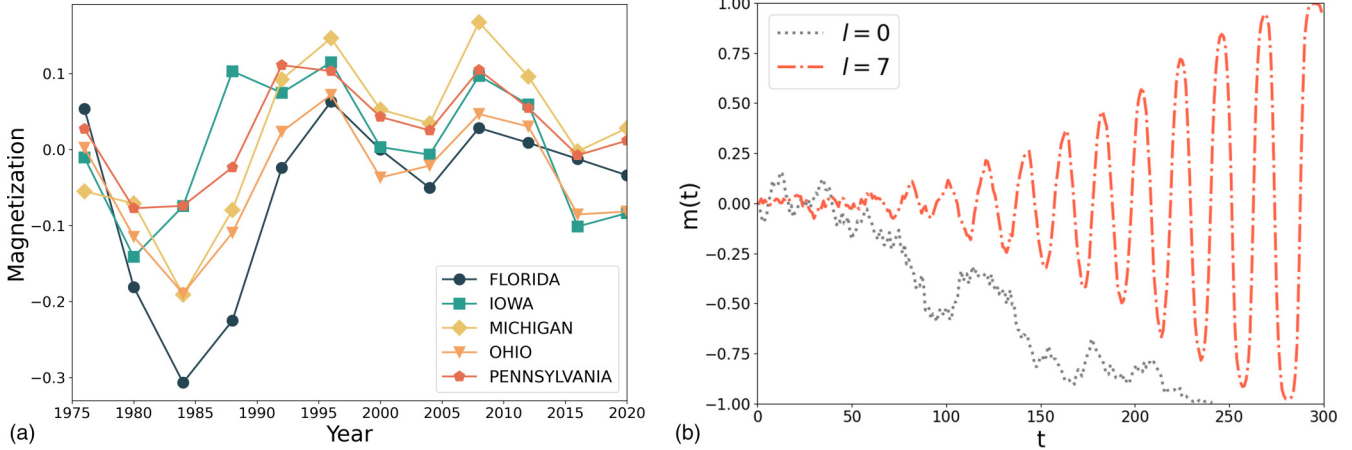 0.1
0.0
−0.1
−0.2
−0.3
Magnetization
FLORIDA
IOWA
MICHIGAN
OHIO
PENNSYLVANIA
1975 1980 1985 1990 1995 2000 2005 2010 2015 2020
Year
(a)
1.00
0.75
0.50
0.25
0.00
−0.25
−0.50
−0.75
−1.00
m(t)
l = 0
l = 7
0 50 100 150 200 250 300
t
(b)